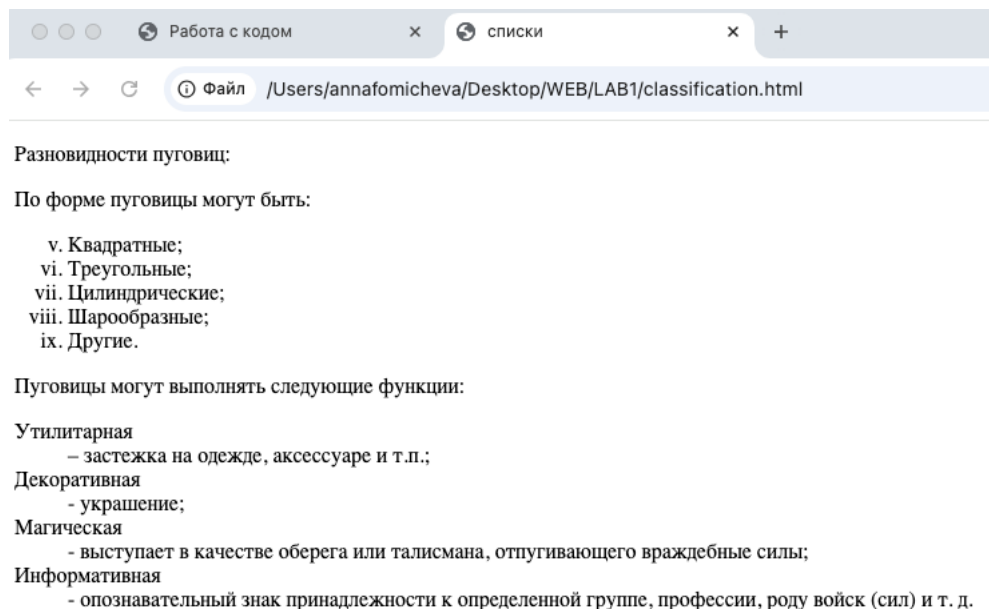 Работа с кодом
списки
Файл /Users/annafomicheva/Desktop/WEB/LAB1/classification.html
Разновидности пуговиц:
По форме пуговицы могут быть:
v. Квадратные;
vi. Треугольные;
vii. Цилиндрические;
viii. Шарообразные;
ix. Другие.
Пуговицы могут выполнять следующие функции:
Утилитарная
– застежка на одежде, аксессуаре и т.п.;
Декоративная
- украшение;
Магическая
- выступает в качестве оберега или талисмана, отпугивающего враждебные силы;
Информативная
- опознавательный знак принадлежности к определенной группе, профессии, роду войск (сил) и т. д.